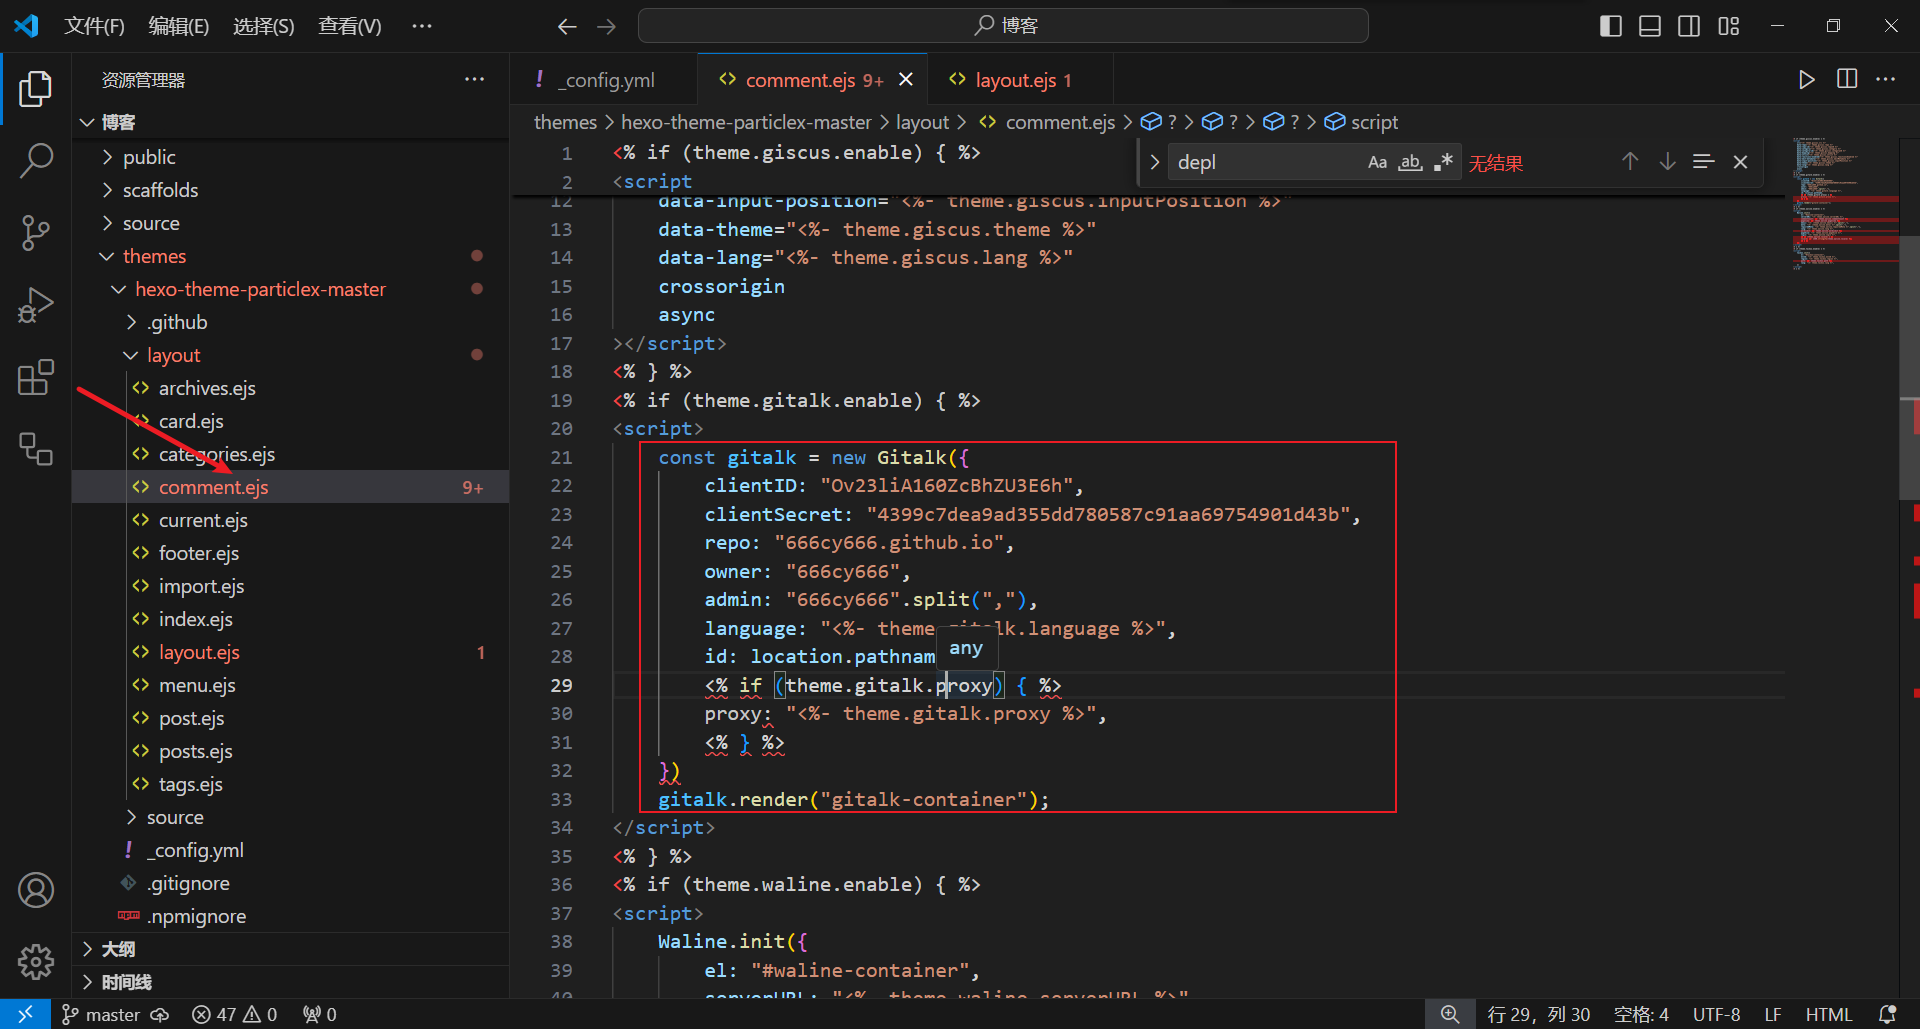 文件(F) 编辑(E) 选择(S) 查看(V) ···
博客
资源管理器
博客
public
scaffolds
source
themes
hexo-theme-particlex-master
.github
layout
archives.ejs
card.ejs
categories.ejs
comment.ejs 9+
current.ejs
footer.ejs
import.ejs
index.ejs
layout.ejs 1
menu.ejs
post.ejs
posts.ejs
tags.ejs
source
! _config.yml
.gitignore
npm .npmignore
大纲
时间线
! _config.yml
comment.ejs 9+
layout.ejs 1
themes > hexo-theme-particlex-master > layout > comment.ejs > ? > ? > ? > script
depl Aa ab .* 无结果
1 <% if (theme.giscus.enable) { %>
2 <script
12 data-input-position="<%- theme.giscus.inputPosition %>"
13 data-theme="<%- theme.giscus.theme %>"
14 data-lang="<%- theme.giscus.lang %>"
15 crossorigin
16 async
17 ></script>
18 <% } %>
19 <% if (theme.gitalk.enable) { %>
20 <script>
21 const gitalk = new Gitalk({
22 clientID: "Ov23liA160ZcBhZU3E6h",
23 clientSecret: "4399c7dea9ad355dd780587c91aa69754901d43b",
24 repo: "666cy666.github.io",
25 owner: "666cy666",
26 admin: "666cy666".split(","),
27 language: "<%- theme.gitalk.language %>",
28 id: location.pathnam
any
29 <% if (theme.gitalk.proxy) { %>
30 proxy: "<%- theme.gitalk.proxy %>",
31 <% } %>
32 })
33 gitalk.render("gitalk-container");
34 </script>
35 <% } %>
36 <% if (theme.waline.enable) { %>
37 <script>
38 Waline.init({
39 el: "#waline-container",
40 serverURL: "<%- theme.waline.serverURL %>"
master 47 0 0
行 29，列 30 空格: 4 UTF-8 LF HTML